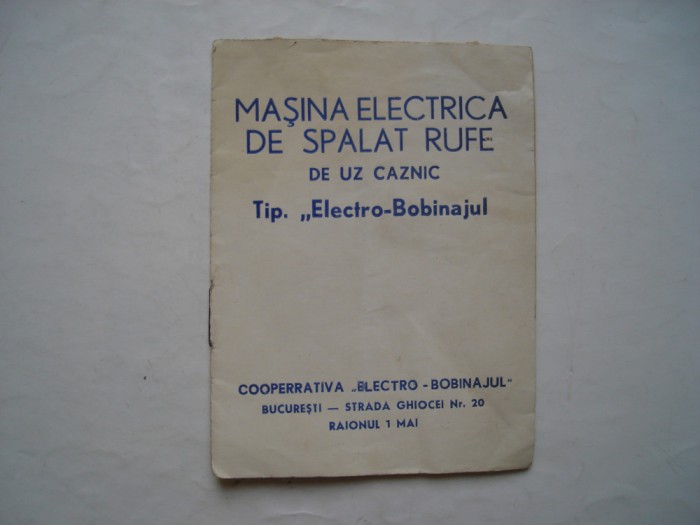 MAŞINA ELECTRICA
DE SPALAT RUFE
DE UZ CAZNIC
Tip. „Electro-Bobinajul
COOPERRATIVA „BLECTRO - BOBINAJUL"
BUCUREŞTI — STRADA GHIOCEI Nr. 20
RAIONUL 1 MAI